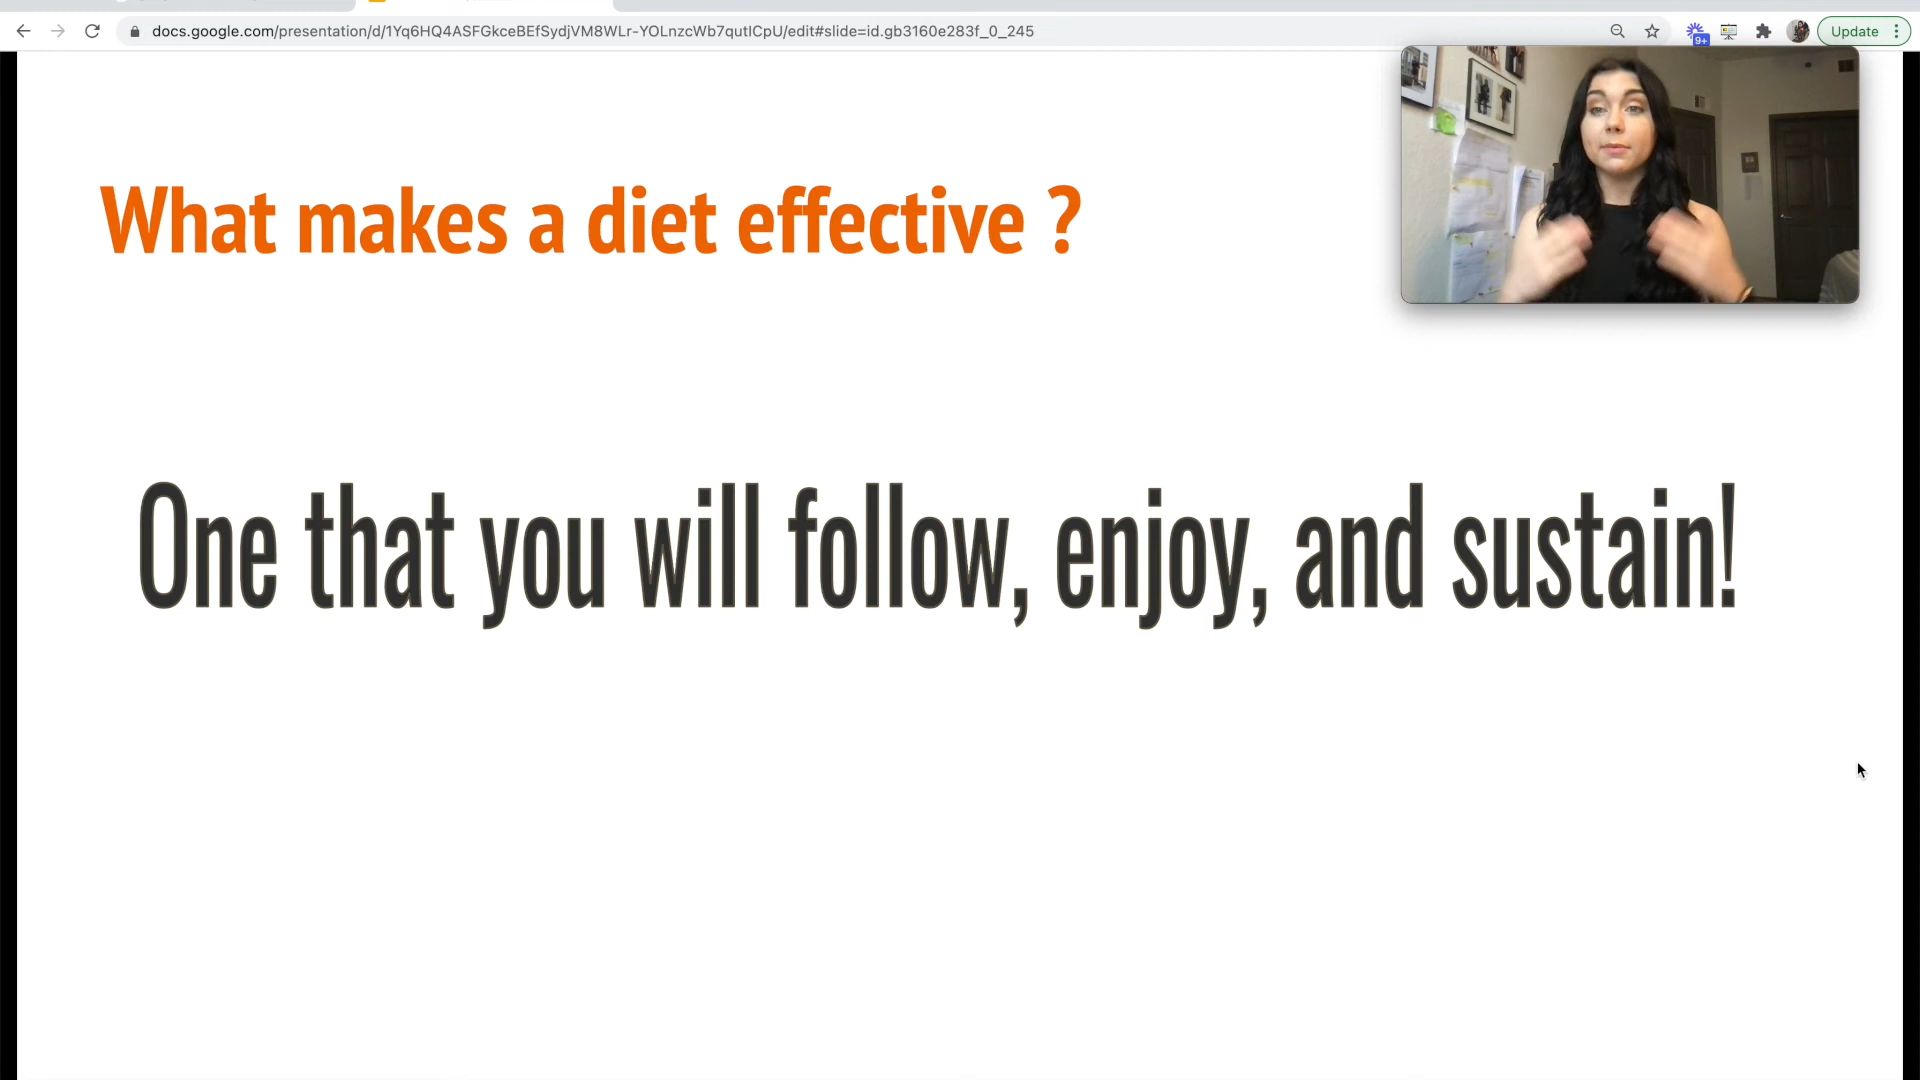 docs.google.com/presentation/d/1Yq6HQ4ASFGkceBEfSydjVM8WLr-YOLnzcWb7qutICpU/edit#slide=id.gb3160e283f_0_245
9+
Update
What makes a diet effective ?
One that you will follow, enjoy, and sustain!